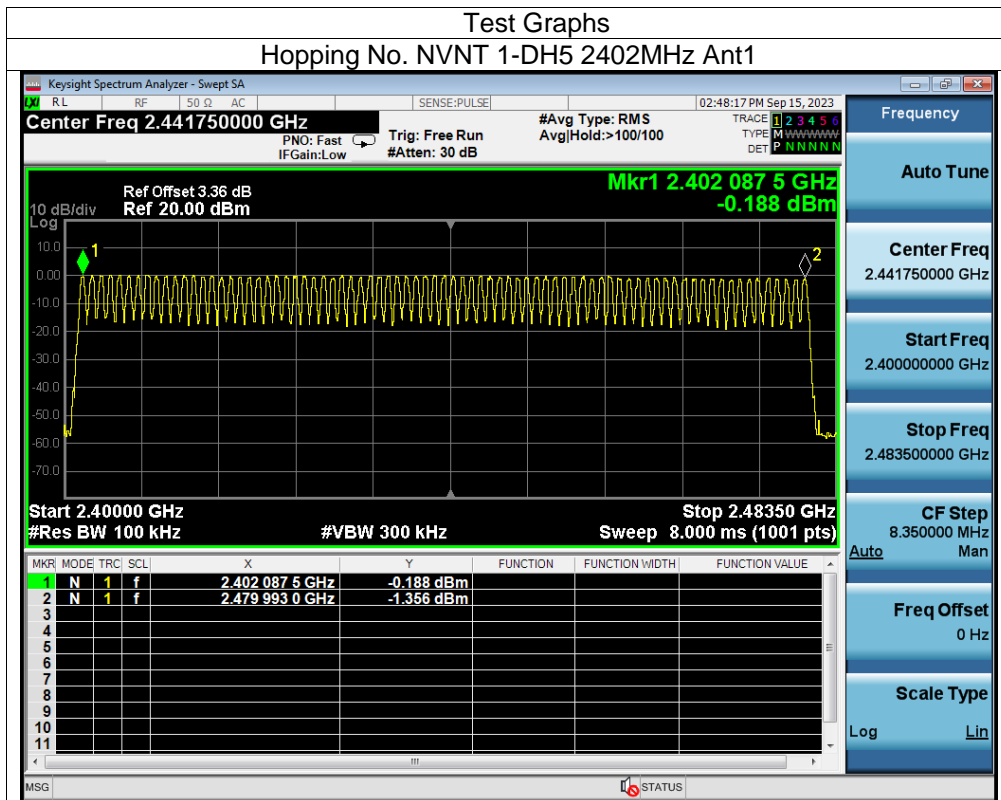 Test Graphs
Hopping No. NVNT 1-DH5 2402MHz Ant1
Keysight Spectrum Analyzer - Swept SA
LXI RL RF 50 Ω AC SENSE:PULSE 02:48:17 PM Sep 15, 2023
Center Freq 2.441750000 GHz #Avg Type: RMS TRACE 1 2 3 4 5 6
PNO: Fast Trig: Free Run Avg|Hold:>100/100 TYPE M WWWWW
IFGain:Low #Atten: 30 dB DET P N N N N N
Mkr1 2.402 087 5 GHz
-0.188 dBm
Ref Offset 3.36 dB
10 dB/div Ref 20.00 dBm
Log
10.0
0.00
-10.0
-20.0
-30.0
-40.0
-50.0
-60.0
-70.0
1
2
Start 2.40000 GHz Stop 2.48350 GHz
#Res BW 100 kHz #VBW 300 kHz Sweep 8.000 ms (1001 pts)
MKR MODE TRC SCL X Y FUNCTION FUNCTION WIDTH FUNCTION VALUE
1 N 1 f 2.402 087 5 GHz -0.188 dBm
2 N 1 f 2.479 993 0 GHz -1.356 dBm
3
4
5
6
7
8
9
10
11
MSG STATUS
Frequency
Auto Tune
Center Freq
2.441750000 GHz
Start Freq
2.400000000 GHz
Stop Freq
2.483500000 GHz
CF Step
8.350000 MHz
Auto Man
Freq Offset
0 Hz
Scale Type
Log Lin